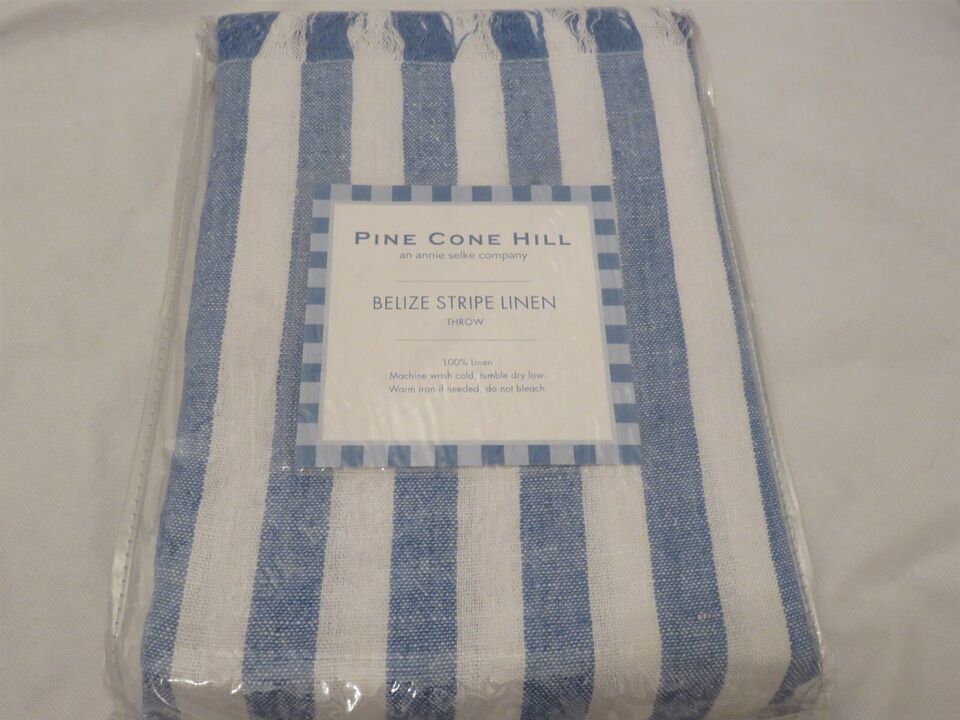 PINE CONE HILL
an annie selke company
BELIZE STRIPE LINEN
THROW
100% Linen
Machine wash cold, tumble dry low.
Warm iron if needed, do not bleach